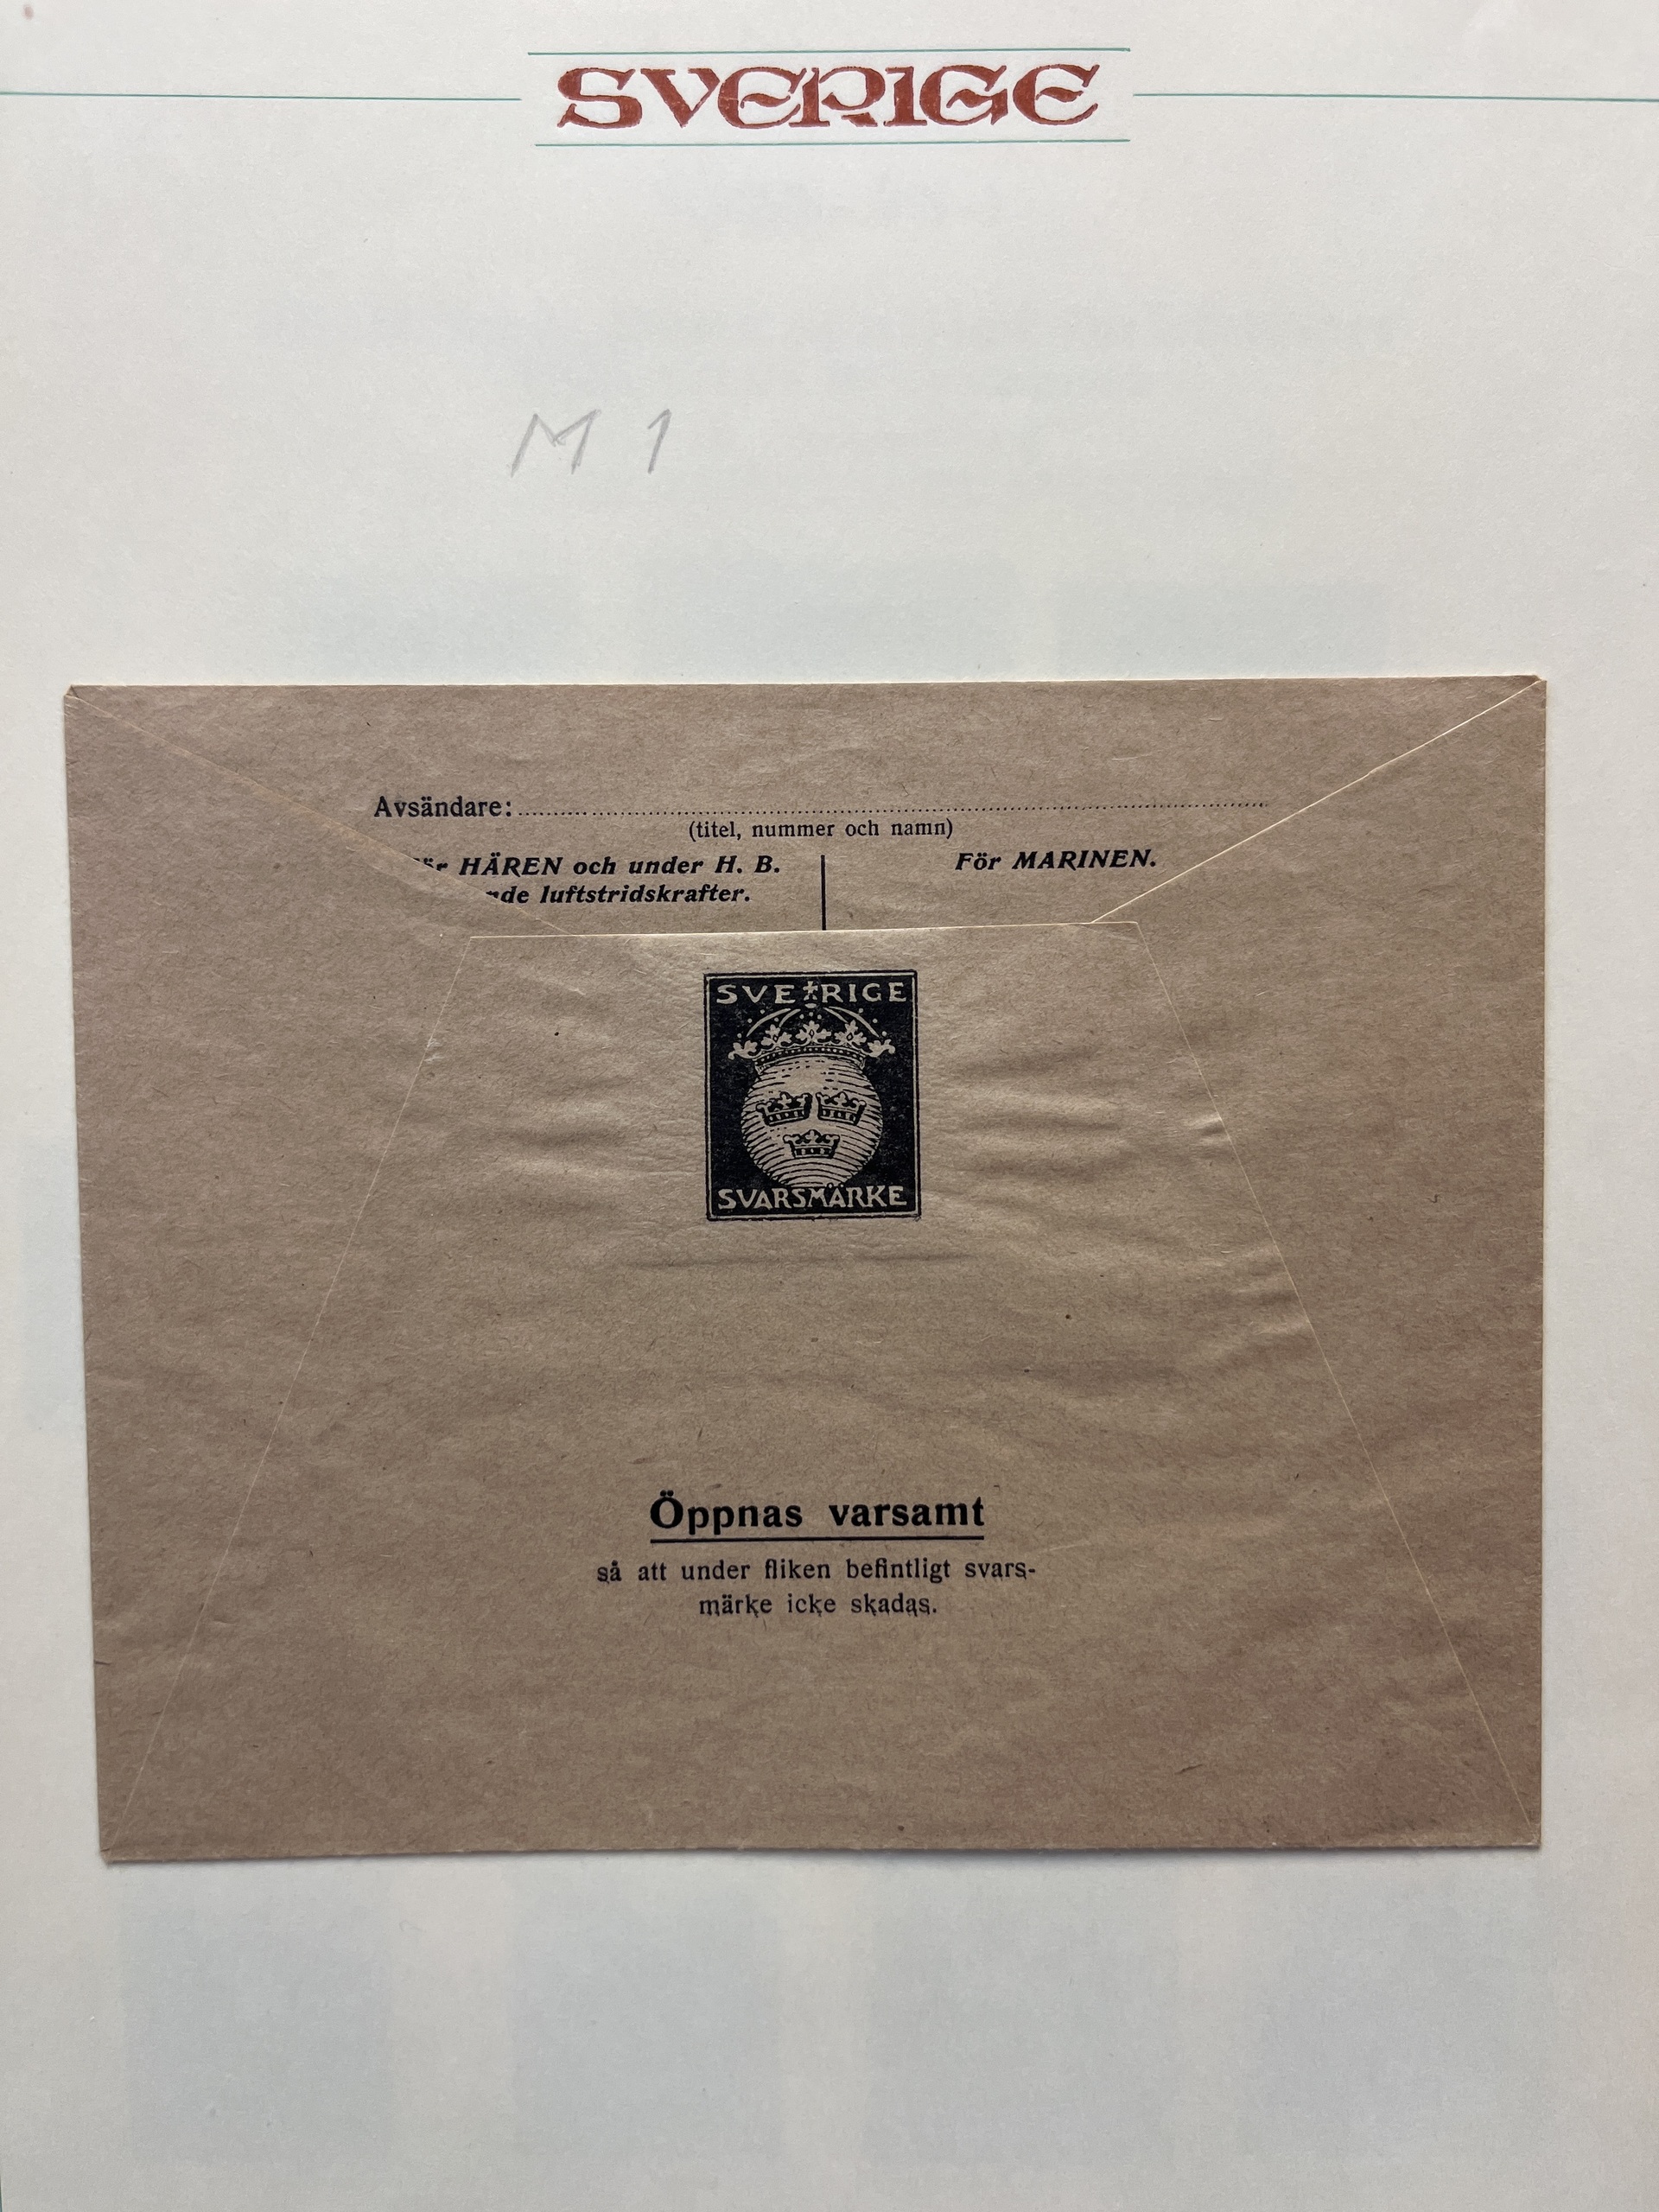 SVERIGE
M 1
Avsändare:
(titel, nummer och namn)
HÄREN och under H. B.
luftstridskrafter.
För MARINEN.
SVERIGE
SVARSMÄRKE
Öppnas varsamt
så att under fliken befintligt svars-
märke icke skadas.